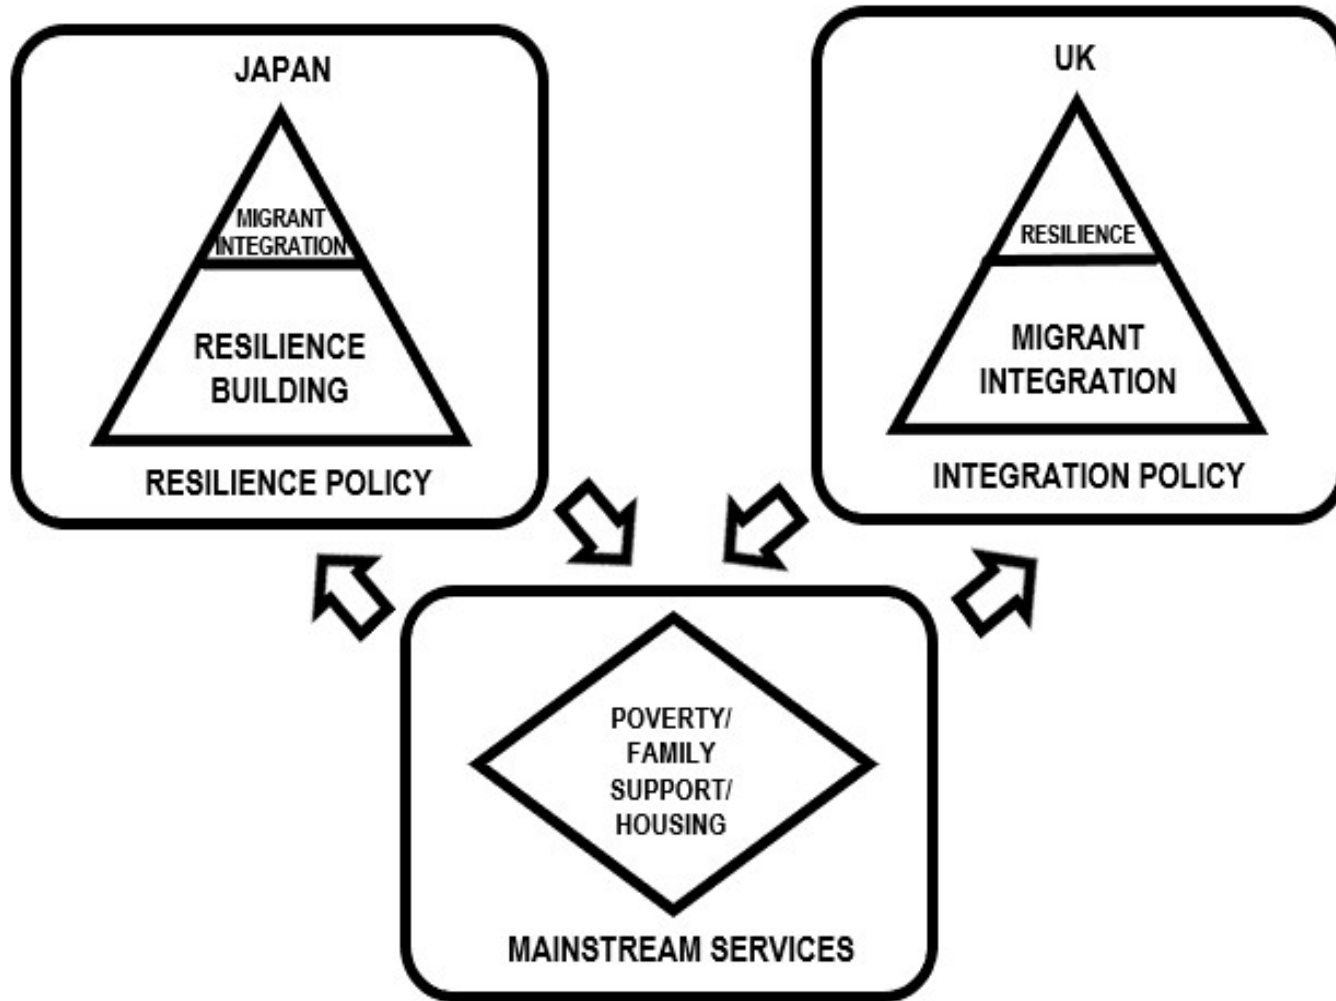 JAPAN
MIGRANT
INTEGRATION
RESILIENCE
BUILDING
RESILIENCE POLICY
UK
RESILIENCE
MIGRANT
INTEGRATION
INTEGRATION POLICY
POVERTY/
FAMILY
SUPPORT/
HOUSING
MAINSTREAM SERVICES